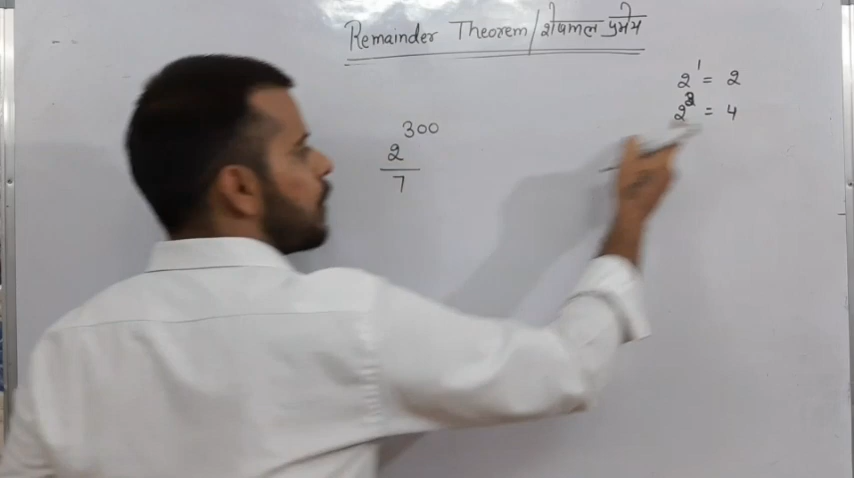 Remainder Theorem/शेषफल प्रमेय
2¹ = 2
2² = 4
2³⁰⁰
7